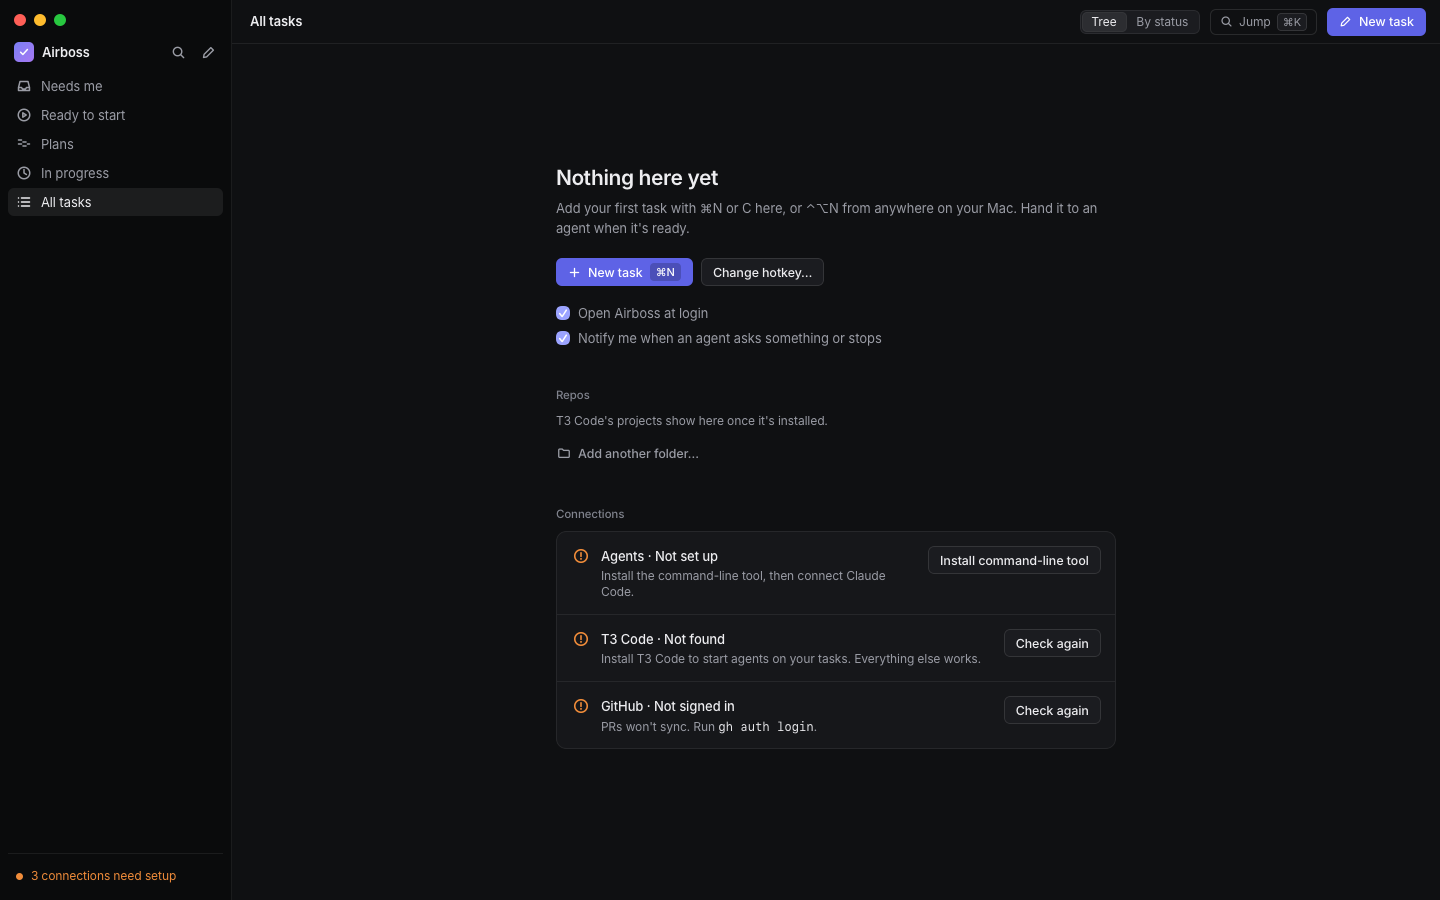 All tasks
Tree
By status
Jump ⌘K
New task
Airboss
Needs me
Ready to start
Plans
In progress
All tasks
Nothing here yet
Add your first task with ⌘N or C here, or ⌃⌥N from anywhere on your Mac. Hand it to an
agent when it's ready.
New task ⌘N
Change hotkey...
Open Airboss at login
Notify me when an agent asks something or stops
Repos
T3 Code's projects show here once it's installed.
Add another folder...
Connections
Agents · Not set up
Install the command-line tool, then connect Claude
Code.
Install command-line tool
T3 Code · Not found
Install T3 Code to start agents on your tasks. Everything else works.
Check again
GitHub · Not signed in
PRs won't sync. Run gh auth login.
Check again
3 connections need setup